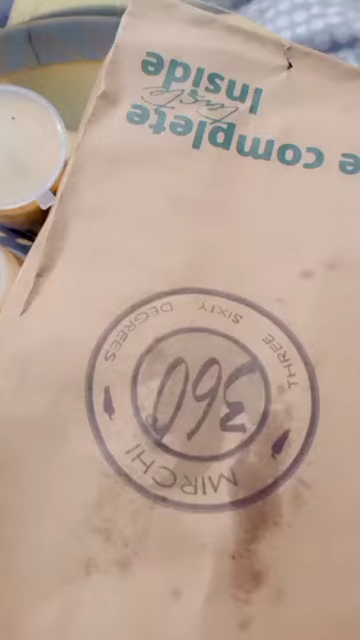 e complete
taste
Inside
THREE SIXTY DEGREES
360°
MIRCHI